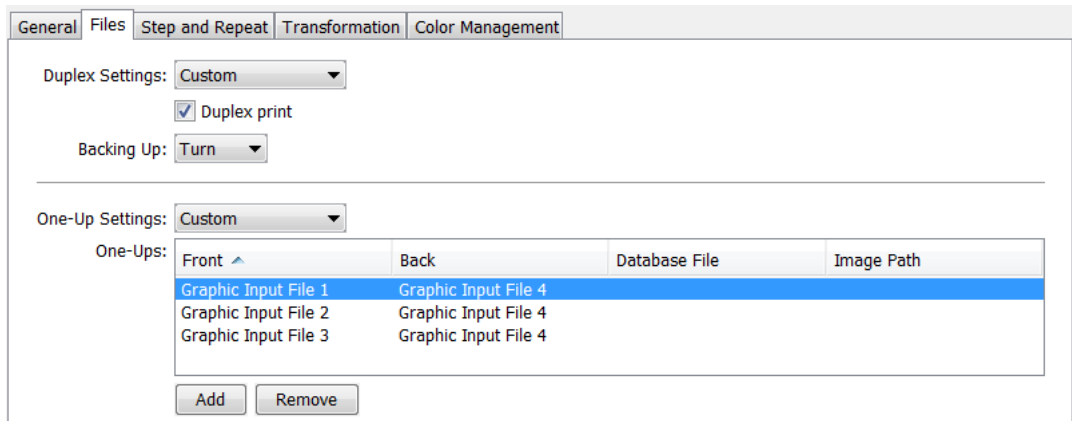 General Files Step and Repeat Transformation Color Management
Duplex Settings: Custom
Duplex print
Backing Up: Turn
One-Up Settings: Custom
One-Ups:
Front Back Database File Image Path
Graphic Input File 1 Graphic Input File 4
Graphic Input File 2 Graphic Input File 4
Graphic Input File 3 Graphic Input File 4
Add Remove